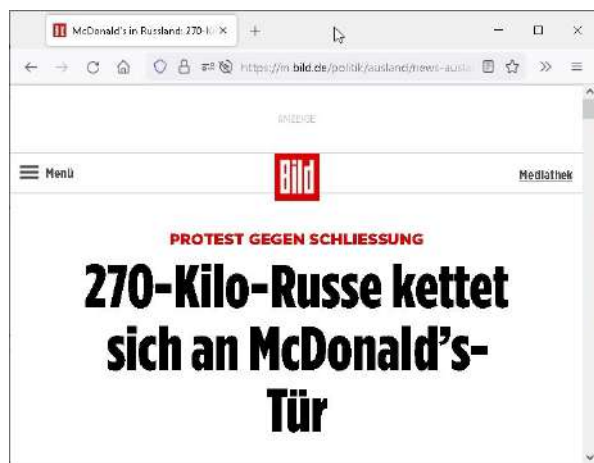 McDonald's in Russland: 270-K
https://m.bild.de/politik/ausland/news-ausla
ANZEIGE
Menü
Bild
Mediathek
PROTEST GEGEN SCHLIESSUNG
270-Kilo-Russe kettet
sich an McDonald's-
Tür